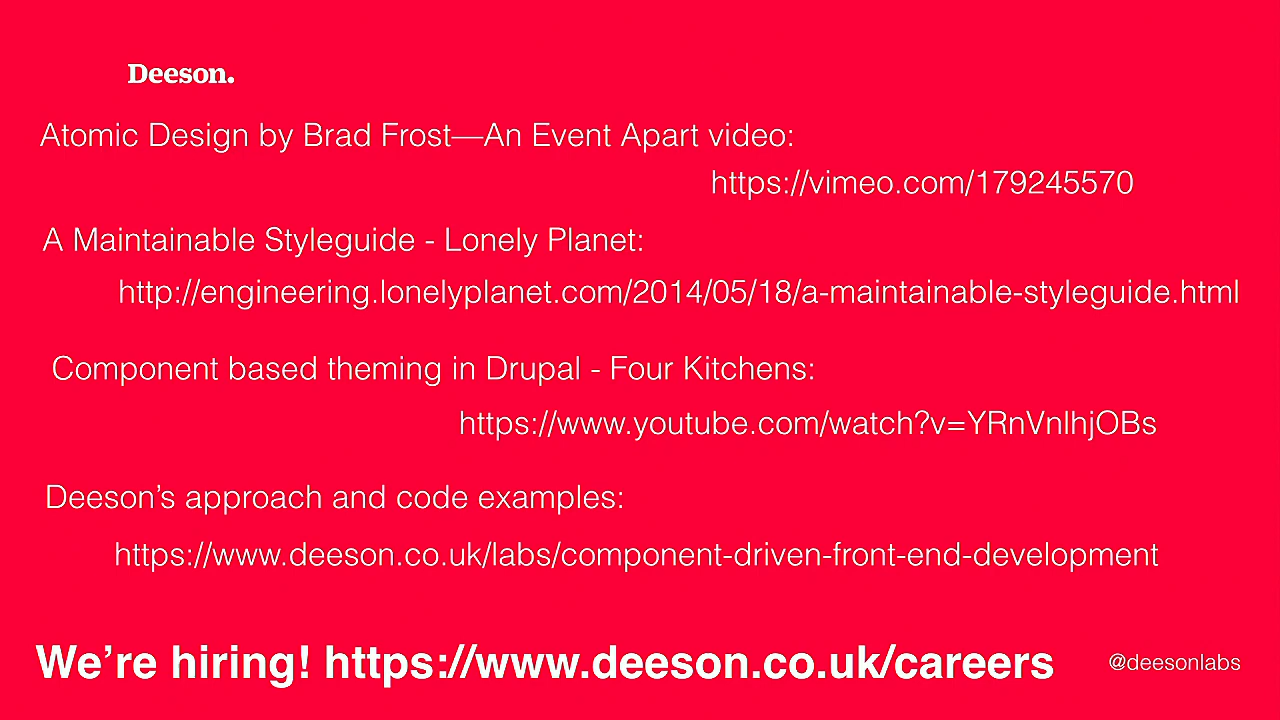 Deeson.
Atomic Design by Brad Frost—An Event Apart video:
https://vimeo.com/179245570
A Maintainable Styleguide - Lonely Planet:
http://engineering.lonelyplanet.com/2014/05/18/a-maintainable-styleguide.html
Component based theming in Drupal - Four Kitchens:
https://www.youtube.com/watch?v=YRnVnlhjOBs
Deeson’s approach and code examples:
https://www.deeson.co.uk/labs/component-driven-front-end-development
We’re hiring! https://www.deeson.co.uk/careers
@deesonlabs